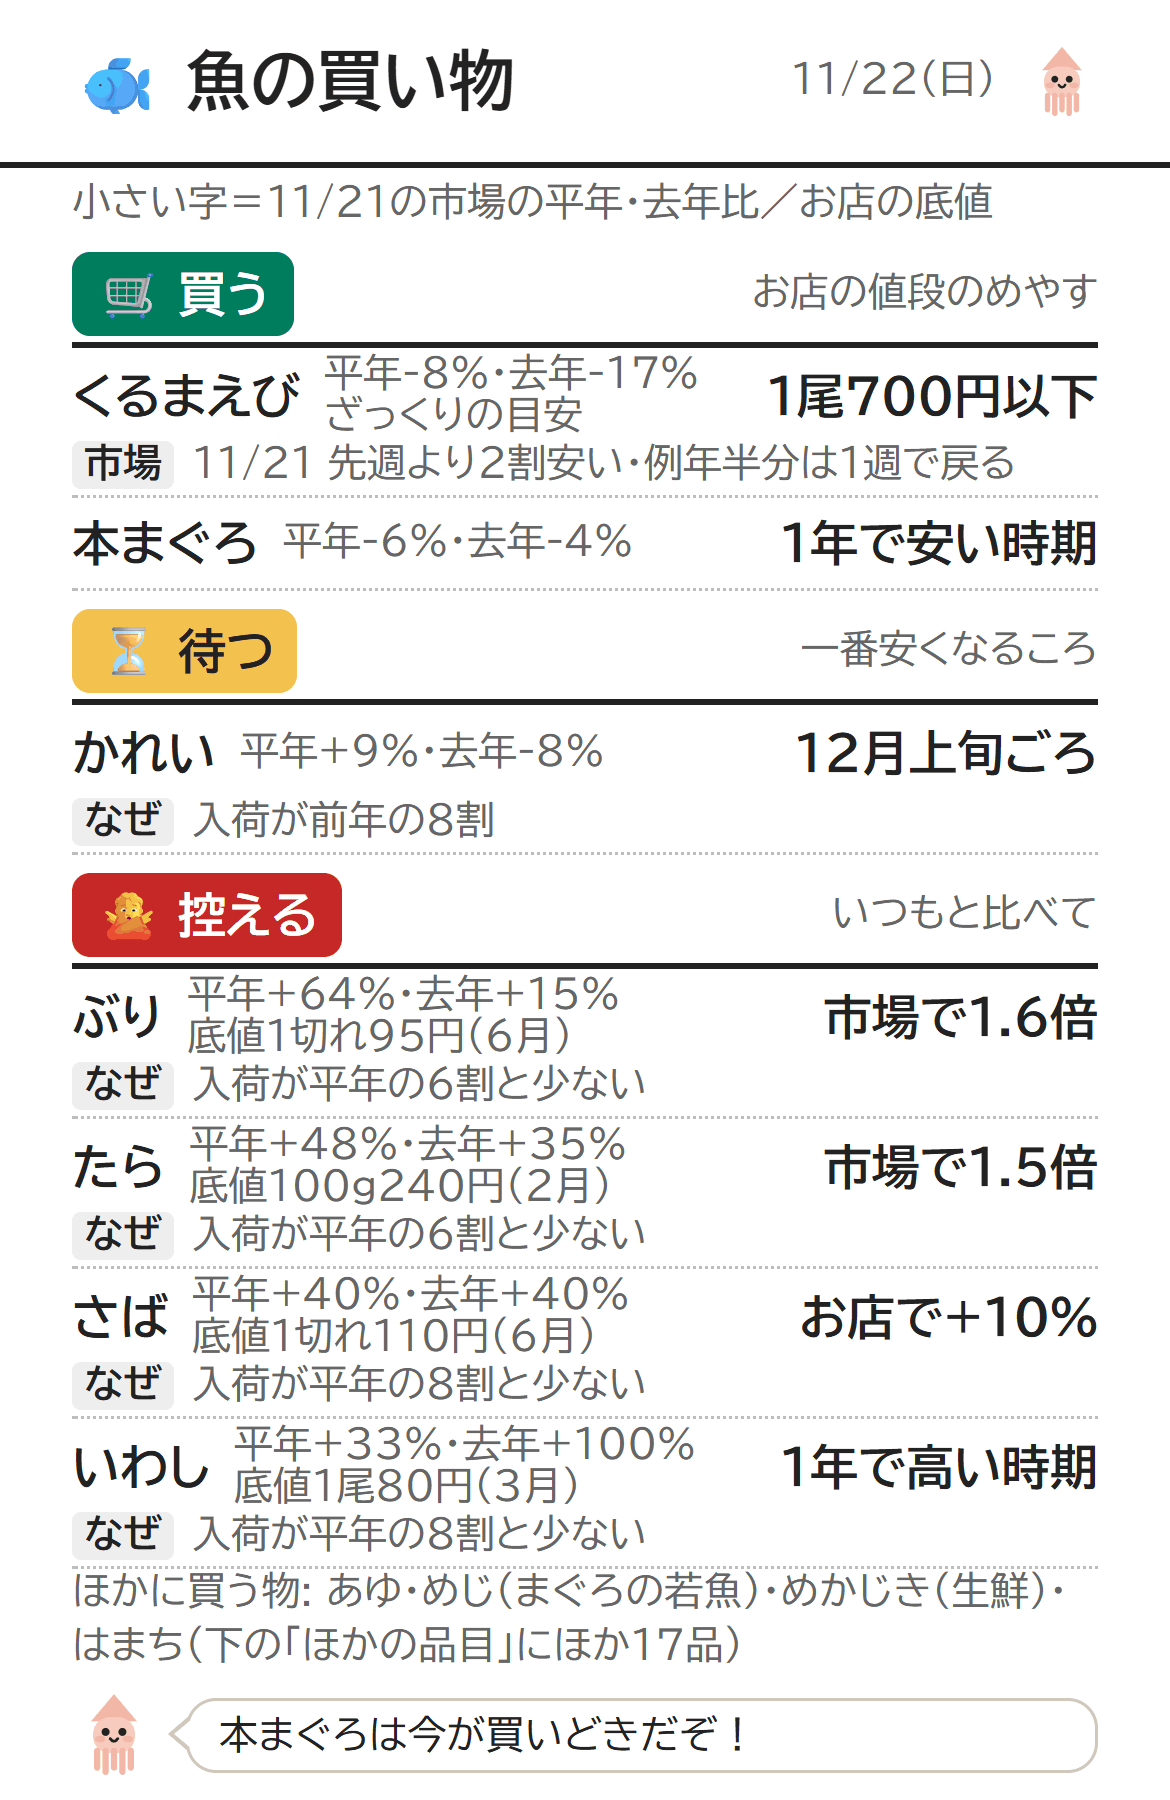 魚の買い物
11/22(日)
小さい字=11/21の市場の平年・去年比／お店の底値
買う
お店の値段のめやす
くるまえび 平年-8%・去年-17%
ざっくりの目安
1尾700円以下
市場 11/21 先週より2割安い・例年半分は1週で戻る
本まぐろ 平年-6%・去年-4% 1年で安い時期
待つ
一番安くなるころ
かれい 平年+9%・去年-8% 12月上旬ごろ
なぜ 入荷が前年の8割
控える
いつもと比べて
ぶり 平年+64%・去年+15%
底値1切れ95円(6月)
市場で1.6倍
なぜ 入荷が平年の6割と少ない
たら 平年+48%・去年+35%
底値100g240円(2月)
市場で1.5倍
なぜ 入荷が平年の6割と少ない
さば 平年+40%・去年+40%
底値1切れ110円(6月)
お店で+10%
なぜ 入荷が平年の8割と少ない
いわし 平年+33%・去年+100%
底値1尾80円(3月)
1年で高い時期
なぜ 入荷が平年の8割と少ない
ほかに買う物: あゆ・めじ(まぐろの若魚)・めかじき(生鮮)・
はまち(下の「ほかの品目」にほか17品)
本まぐろは今が買いどきだぞ！